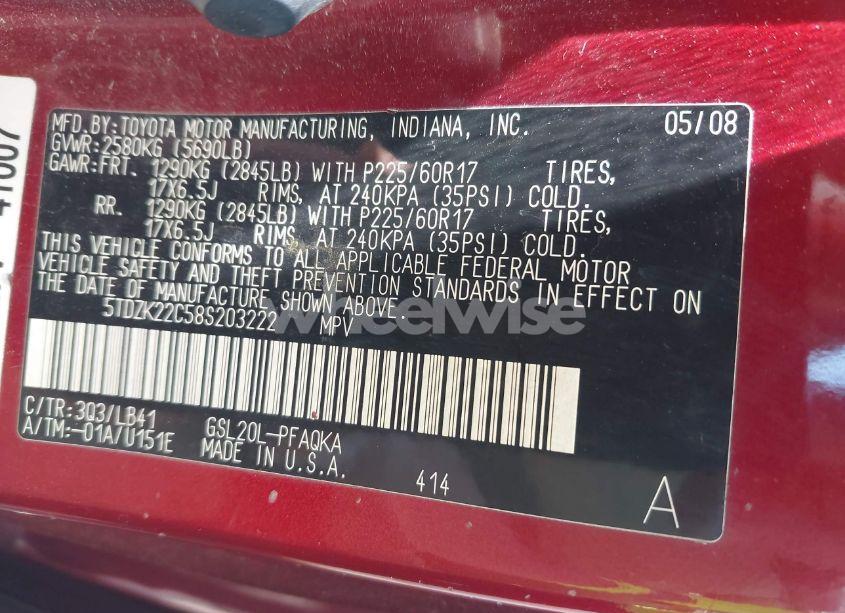 MFD.BY:TOYOTA MOTOR MANUFACTURING, INDIANA, INC. 05/08
GVWR:2580KG (5690LB)
GAWR:FRT. 1290KG (2845LB) WITH P225/60R17 TIRES,
17X6.5J RIMS, AT 240KPA (35PSI) COLD.
RR. 1290KG (2845LB) WITH P225/60R17 TIRES,
17X6.5J RIMS, AT 240KPA (35PSI) COLD.
THIS VEHICLE CONFORMS TO ALL APPLICABLE FEDERAL MOTOR
VEHICLE SAFETY AND THEFT PREVENTION STANDARDS IN EFFECT ON
THE DATE OF MANUFACTURE SHOWN ABOVE.
5TDZK22C58S203222 MPV
wheelwise
C/TR:3Q3/LB41
A/TM:-01A/U151E
GSL20L-PFAQKA
MADE IN U.S.A.
414
A